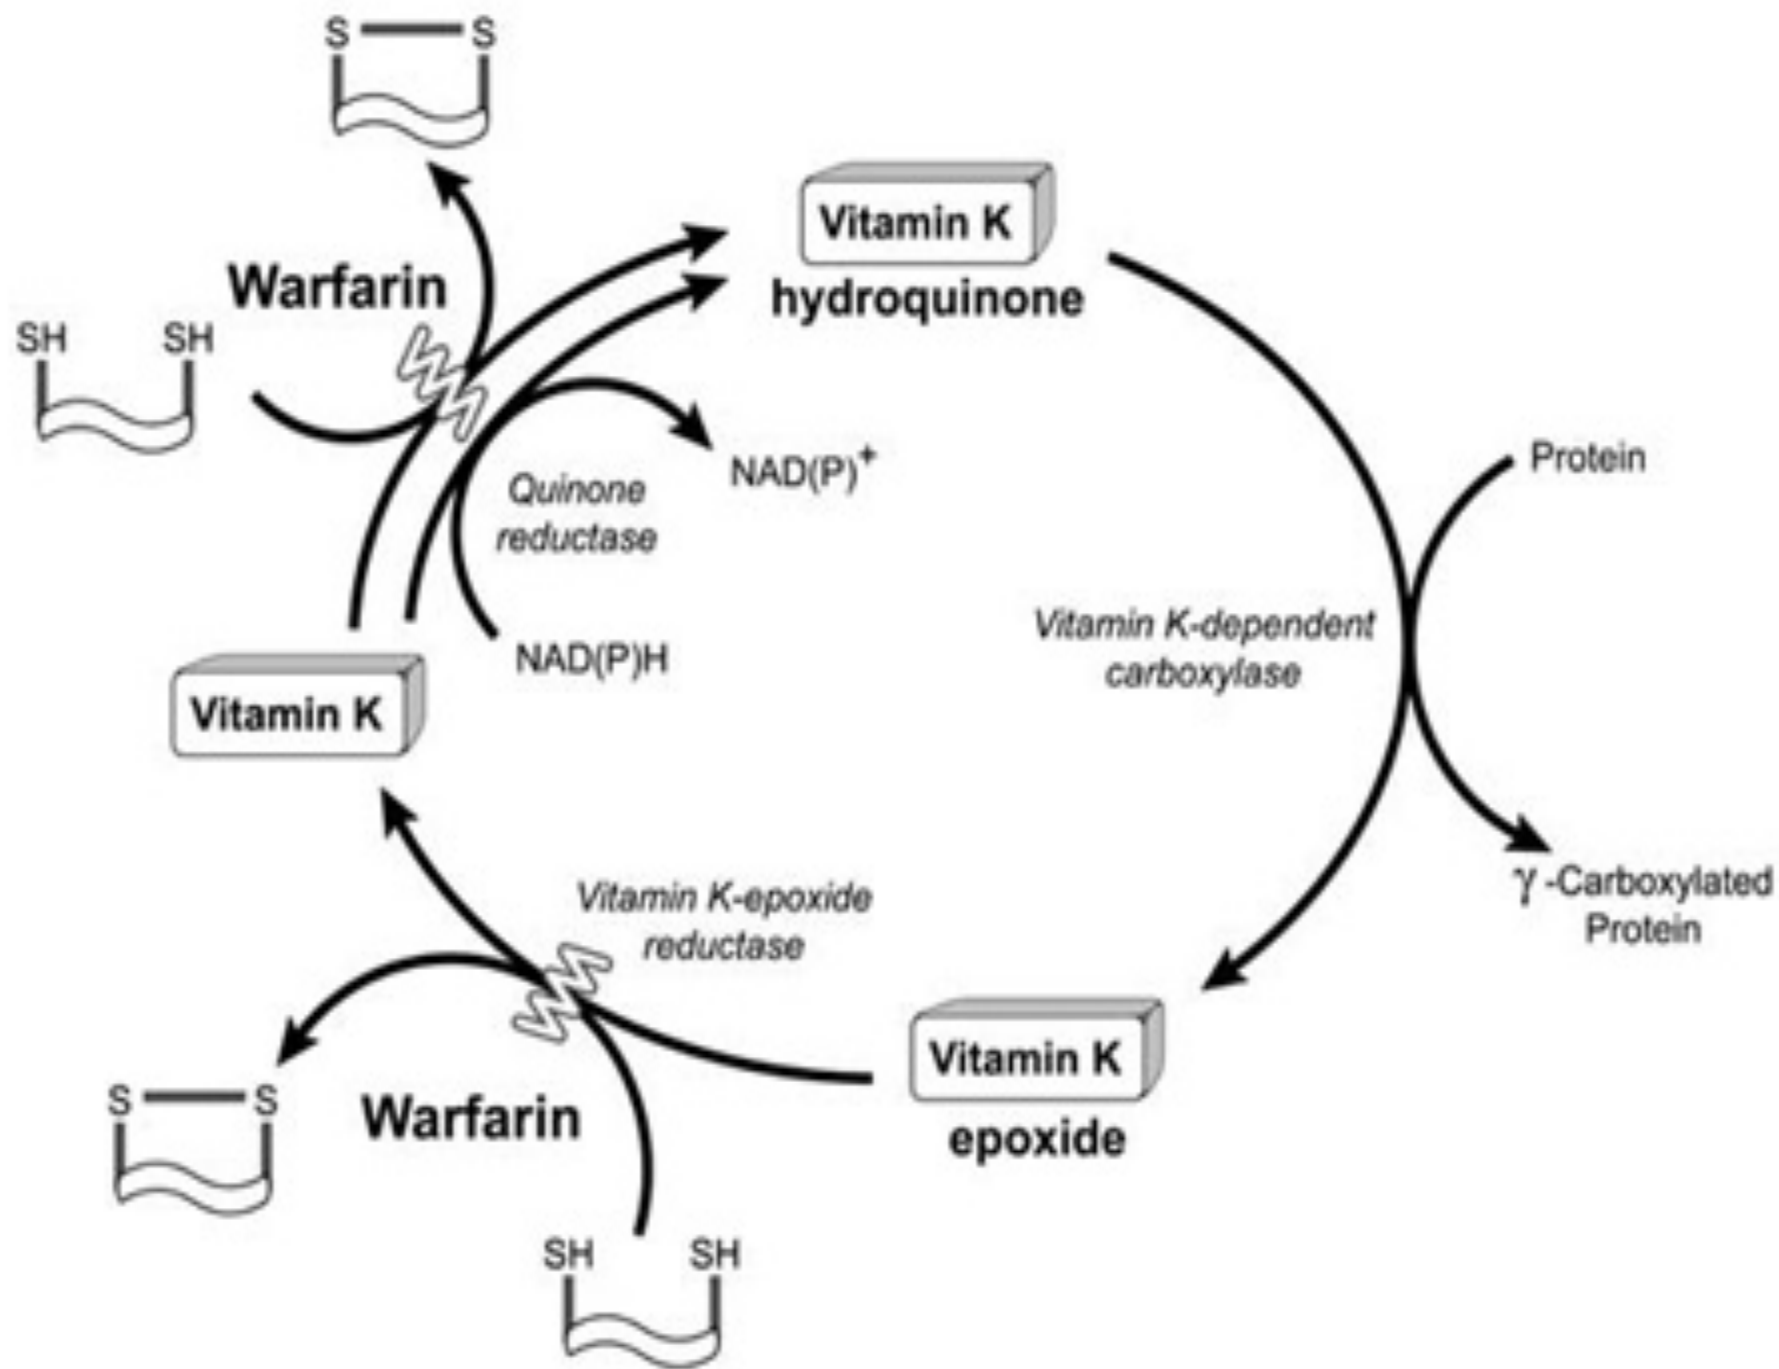 S S
Vitamin K
hydroquinone
Warfarin
SH SH
NAD(P)+
Protein
Quinone
reductase
NAD(P)H
Vitamin K-dependent
carboxylase
Vitamin K
γ-Carboxylated
Protein
Vitamin K-epoxide
reductase
Vitamin K
epoxide
S S
Warfarin
SH SH